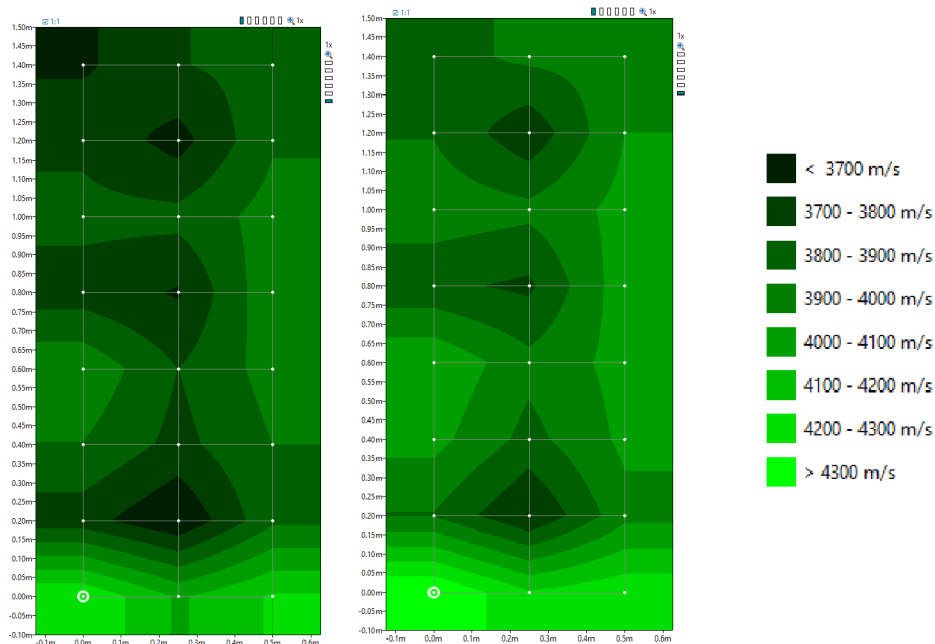 1:1
1x
1x
1.50m
1.45m
1.40m
1.35m
1.30m
1.25m
1.20m
1.15m
1.10m
1.05m
1.00m
0.95m
0.90m
0.85m
0.80m
0.75m
0.70m
0.65m
0.60m
0.55m
0.50m
0.45m
0.40m
0.35m
0.30m
0.25m
0.20m
0.15m
0.10m
0.05m
0.00m
-0.05m
-0.10m
-0.1m 0.0m 0.1m 0.2m 0.3m 0.4m 0.5m 0.6m
1:1
1x
1x
1.50m
1.45m
1.40m
1.35m
1.30m
1.25m
1.20m
1.15m
1.10m
1.05m
1.00m
0.95m
0.90m
0.85m
0.80m
0.75m
0.70m
0.65m
0.60m
0.55m
0.50m
0.45m
0.40m
0.35m
0.30m
0.25m
0.20m
0.15m
0.10m
0.05m
0.00m
-0.05m
-0.10m
-0.1m 0.0m 0.1m 0.2m 0.3m 0.4m 0.5m 0.6m
< 3700 m/s
3700 - 3800 m/s
3800 - 3900 m/s
3900 - 4000 m/s
4000 - 4100 m/s
4100 - 4200 m/s
4200 - 4300 m/s
> 4300 m/s